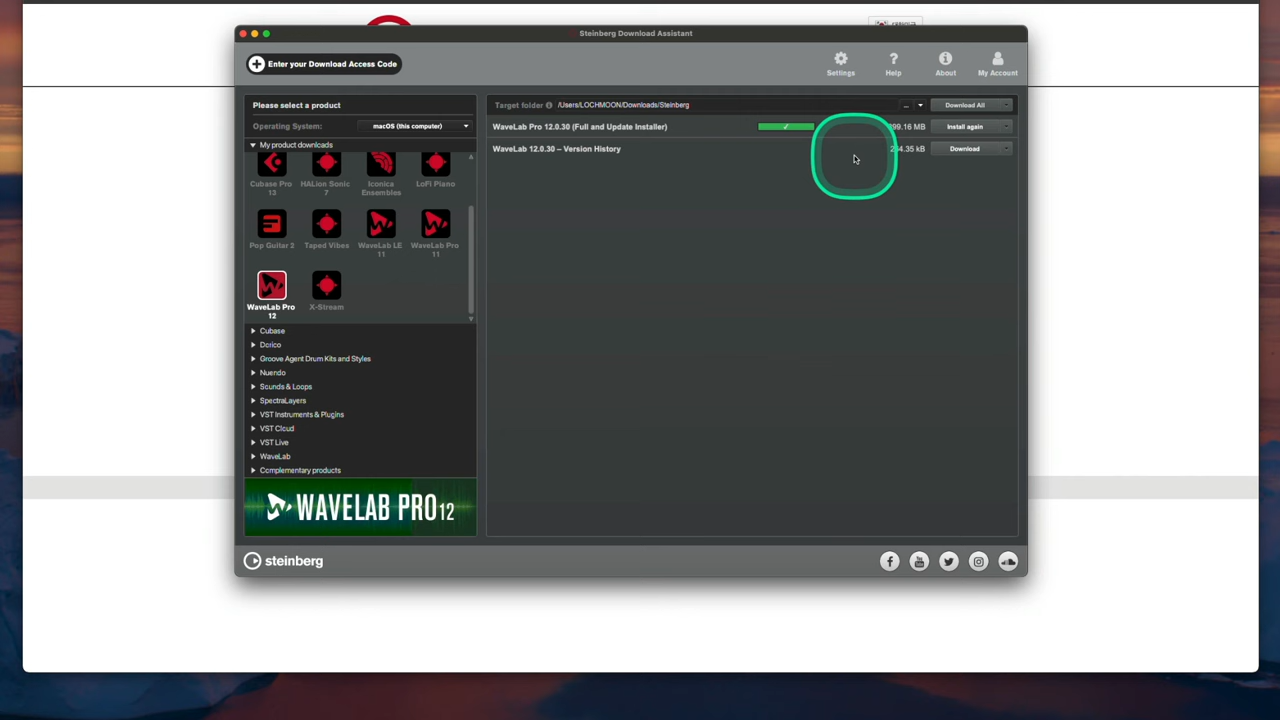 Steinberg Download Assistant
Enter your Download Access Code
Settings
Help
About
My Account
Please select a product
Target folder
/Users/LOCHMOON/Downloads/Steinberg
...
Download All
Operating System:
macOS (this computer)
WaveLab Pro 12.0.30 (Full and Update Installer)
Install again
My product downloads
WaveLab 12.0.30 – Version History
Download
Cubase Pro 13
HALion Sonic 7
Iconica Ensembles
LoFi Piano
Pop Guitar 2
Taped Vibes
WaveLab LE 11
WaveLab Pro 11
WaveLab Pro 12
X-Stream
Cubase
Dorico
Groove Agent Drum Kits and Styles
Nuendo
Sounds & Loops
SpectraLayers
VST Instruments & Plugins
VST Cloud
VST Live
WaveLab
Complementary products
WAVELAB PRO 12
steinberg